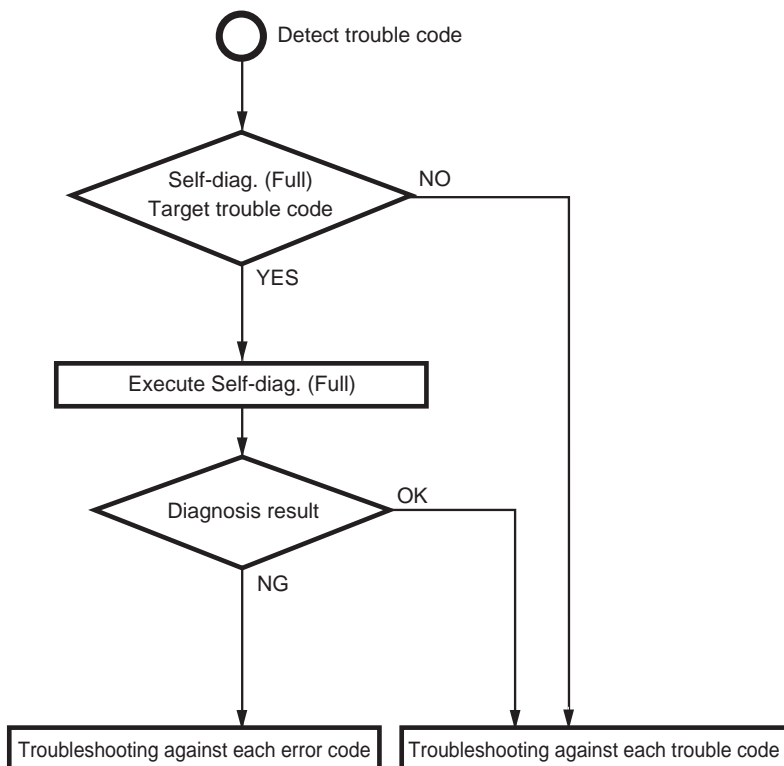 Detect trouble code
Self-diag. (Full)
Target trouble code
NO
YES
Execute Self-diag. (Full)
Diagnosis result
OK
NG
Troubleshooting against each error code
Troubleshooting against each trouble code